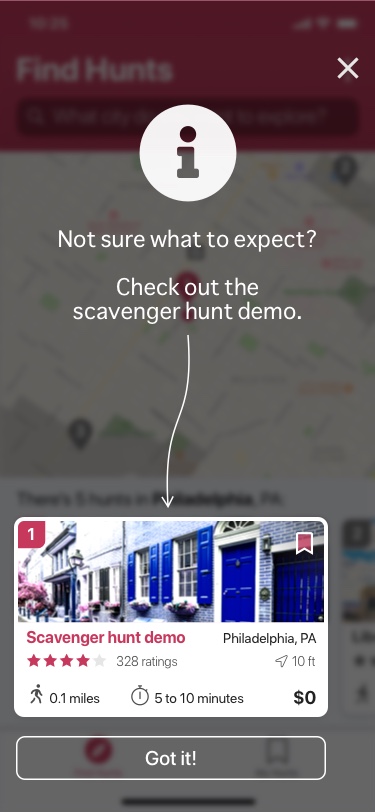 10:25
Find Hunts
What city do want to explore?
Not sure what to expect?
Check out the
scavenger hunt demo.
There's 5 hunts in Philadelphia, PA:
1
Scavenger hunt demo
Philadelphia, PA
328 ratings
10 ft
0.1 miles
5 to 10 minutes
$0
Got it!